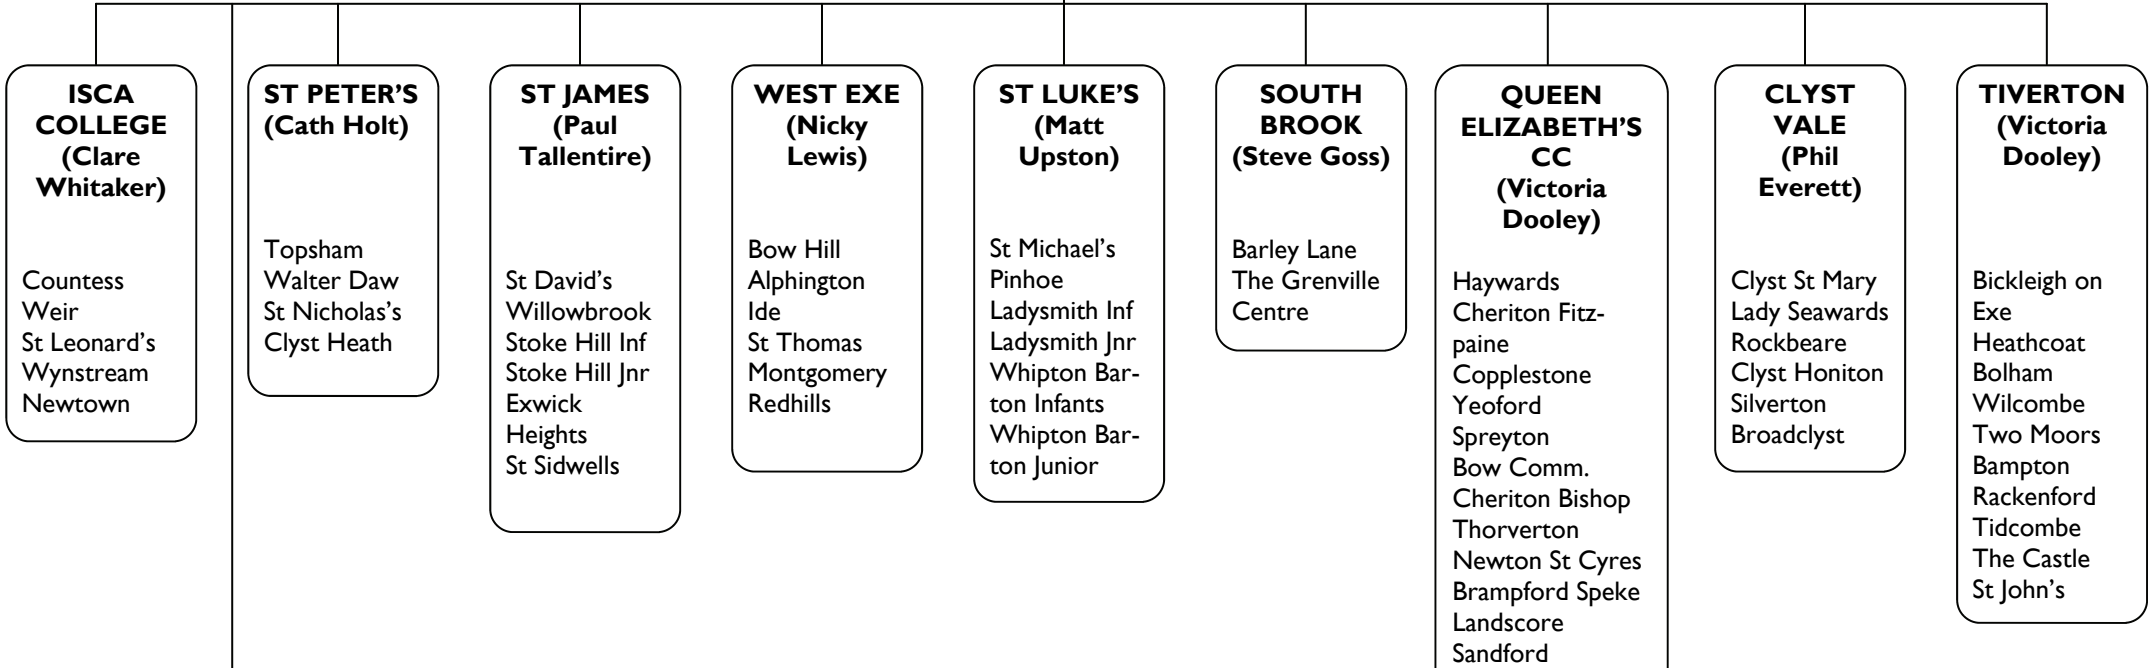 ISCA
COLLEGE
(Clare
Whitaker)
Countess
Weir
St Leonard’s
Wynstream
Newtown
ST PETER’S
(Cath Holt)
Topsham
Walter Daw
St Nicholas’s
Clyst Heath
ST JAMES
(Paul
Tallentire)
St David’s
Willowbrook
Stoke Hill Inf
Stoke Hill Jnr
Exwick
Heights
St Sidwells
WEST EXE
(Nicky
Lewis)
Bow Hill
Alphington
Ide
St Thomas
Montgomery
Redhills
ST LUKE’S
(Matt
Upston)
St Michael’s
Pinhoe
Ladysmith Inf
Ladysmith Jnr
Whipton Bar-
ton Infants
Whipton Bar-
ton Junior
SOUTH
BROOK
(Steve Goss)
Barley Lane
The Grenville
Centre
QUEEN
ELIZABETH’S
CC
(Victoria
Dooley)
Haywards
Cheriton Fitz-
paine
Copplestone
Yeoford
Spreyton
Bow Comm.
Cheriton Bishop
Thorverton
Newton St Cyres
Brampford Speke
Landscore
Sandford
CLYST
VALE
(Phil
Everett)
Clyst St Mary
Lady Seawards
Rockbeare
Clyst Honiton
Silverton
Broadclyst
TIVERTON
(Victoria
Dooley)
Bickleigh on
Exe
Heathcoat
Bolham
Wilcombe
Two Moors
Bampton
Rackenford
Tidcombe
The Castle
St John’s